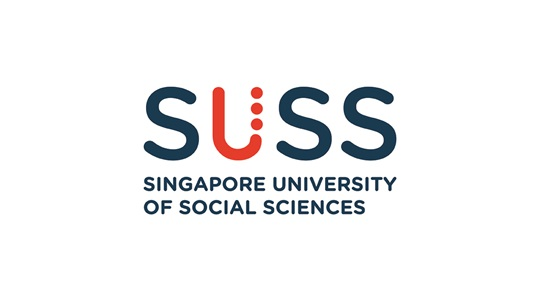 SUSS
SINGAPORE UNIVERSITY
OF SOCIAL SCIENCES